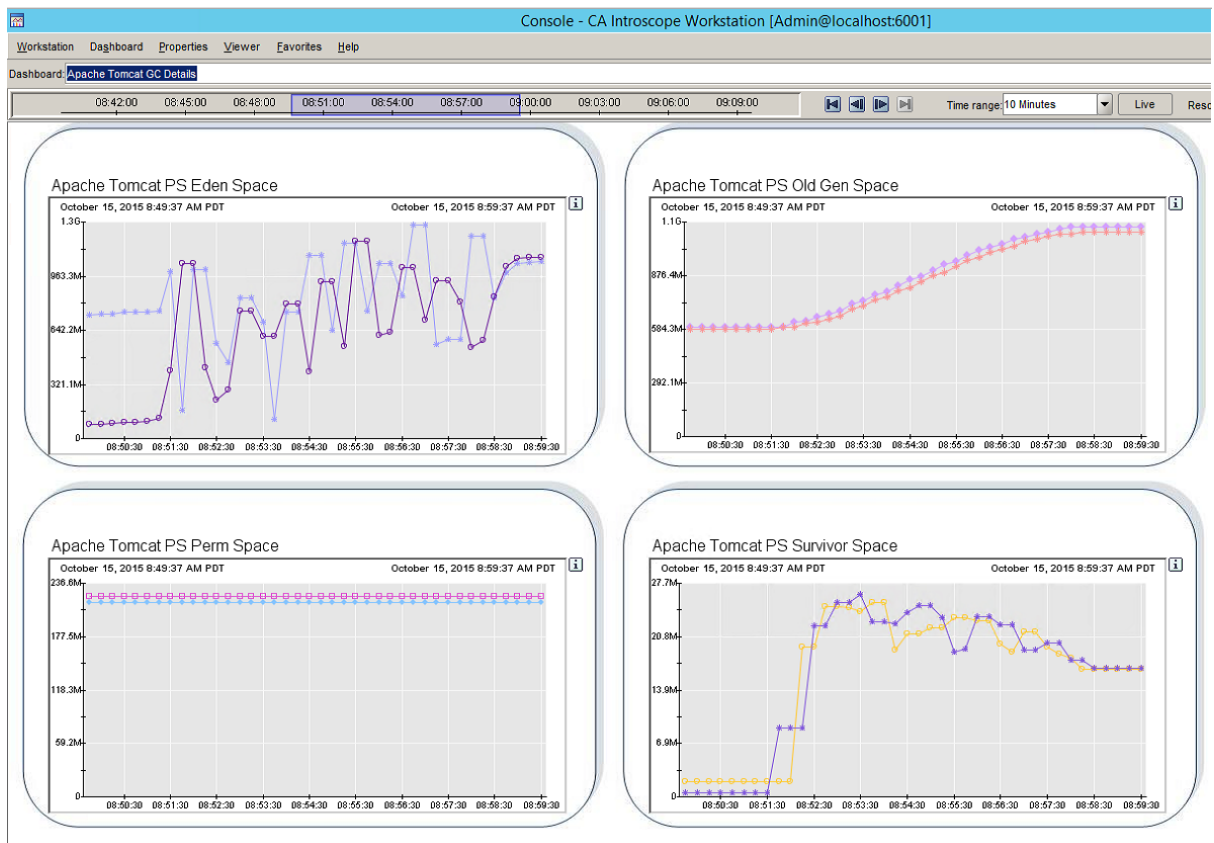 Console - CA Introscope Workstation [Admin@localhost:6001]
Workstation Dashboard Properties Viewer Favorites Help
Dashboard: Apache Tomcat GC Details
08:42:00 08:45:00 08:48:00 08:51:00 08:54:00 08:57:00 09:00:00 09:03:00 09:06:00 09:09:00 Time range: 10 Minutes Live Reso
Apache Tomcat PS Eden Space
October 15, 2015 8:49:37 AM PDT October 15, 2015 8:59:37 AM PDT
1.3G
963.3M
642.2M
321.1M
0
08:50:30 08:51:30 08:52:30 08:53:30 08:54:30 08:55:30 08:56:30 08:57:30 08:58:30 08:59:30
Apache Tomcat PS Old Gen Space
October 15, 2015 8:49:37 AM PDT October 15, 2015 8:59:37 AM PDT
1.1G
876.4M
584.3M
292.1M
0
08:50:30 08:51:30 08:52:30 08:53:30 08:54:30 08:55:30 08:56:30 08:57:30 08:58:30 08:59:30
Apache Tomcat PS Perm Space
October 15, 2015 8:49:37 AM PDT October 15, 2015 8:59:37 AM PDT
236.6M
177.5M
118.3M
59.2M
0
08:50:30 08:51:30 08:52:30 08:53:30 08:54:30 08:55:30 08:56:30 08:57:30 08:58:30 08:59:30
Apache Tomcat PS Survivor Space
October 15, 2015 8:49:37 AM PDT October 15, 2015 8:59:37 AM PDT
27.7M
20.8M
13.9M
6.9M
0
08:50:30 08:51:30 08:52:30 08:53:30 08:54:30 08:55:30 08:56:30 08:57:30 08:58:30 08:59:30